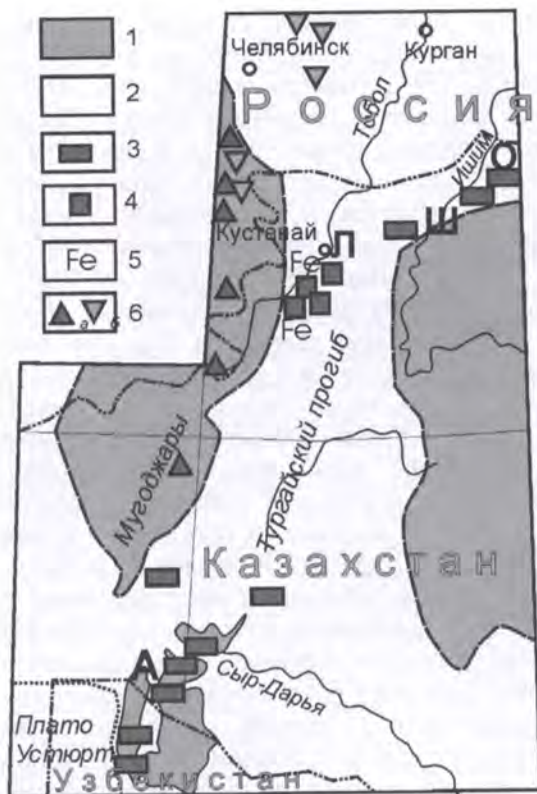 1
2
3
4
Fe 5
а б 6
Челябинск
Курган
Россия
Тобол
Ишим
О
Ш
Кустанай
Л
Fe
Fe
Тургайский прогиб
Мугоджары
Казахстан
А
Сыр-Дарья
Плато
Устюрт
Узбекистан